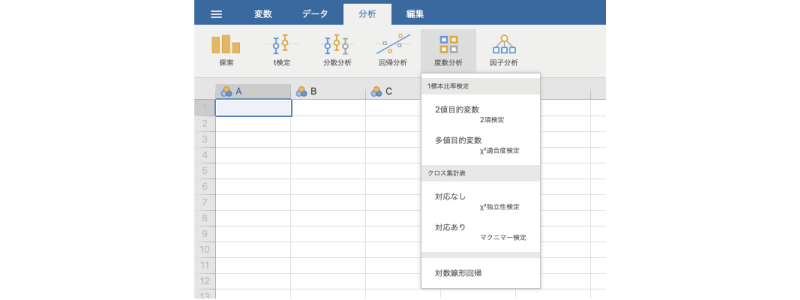 変数 データ 分析 編集
探索 t検定 分散分析 回帰分析 度数分析 因子分析
A B C
1標本比率検定
2値目的変数
2項検定
多値目的変数
χ²適合度検定
クロス集計表
対応なし
χ²独立性検定
対応あり
マクニマー検定
対数線形回帰
1
2
3
4
5
6
7
8
9
10
11
12
13